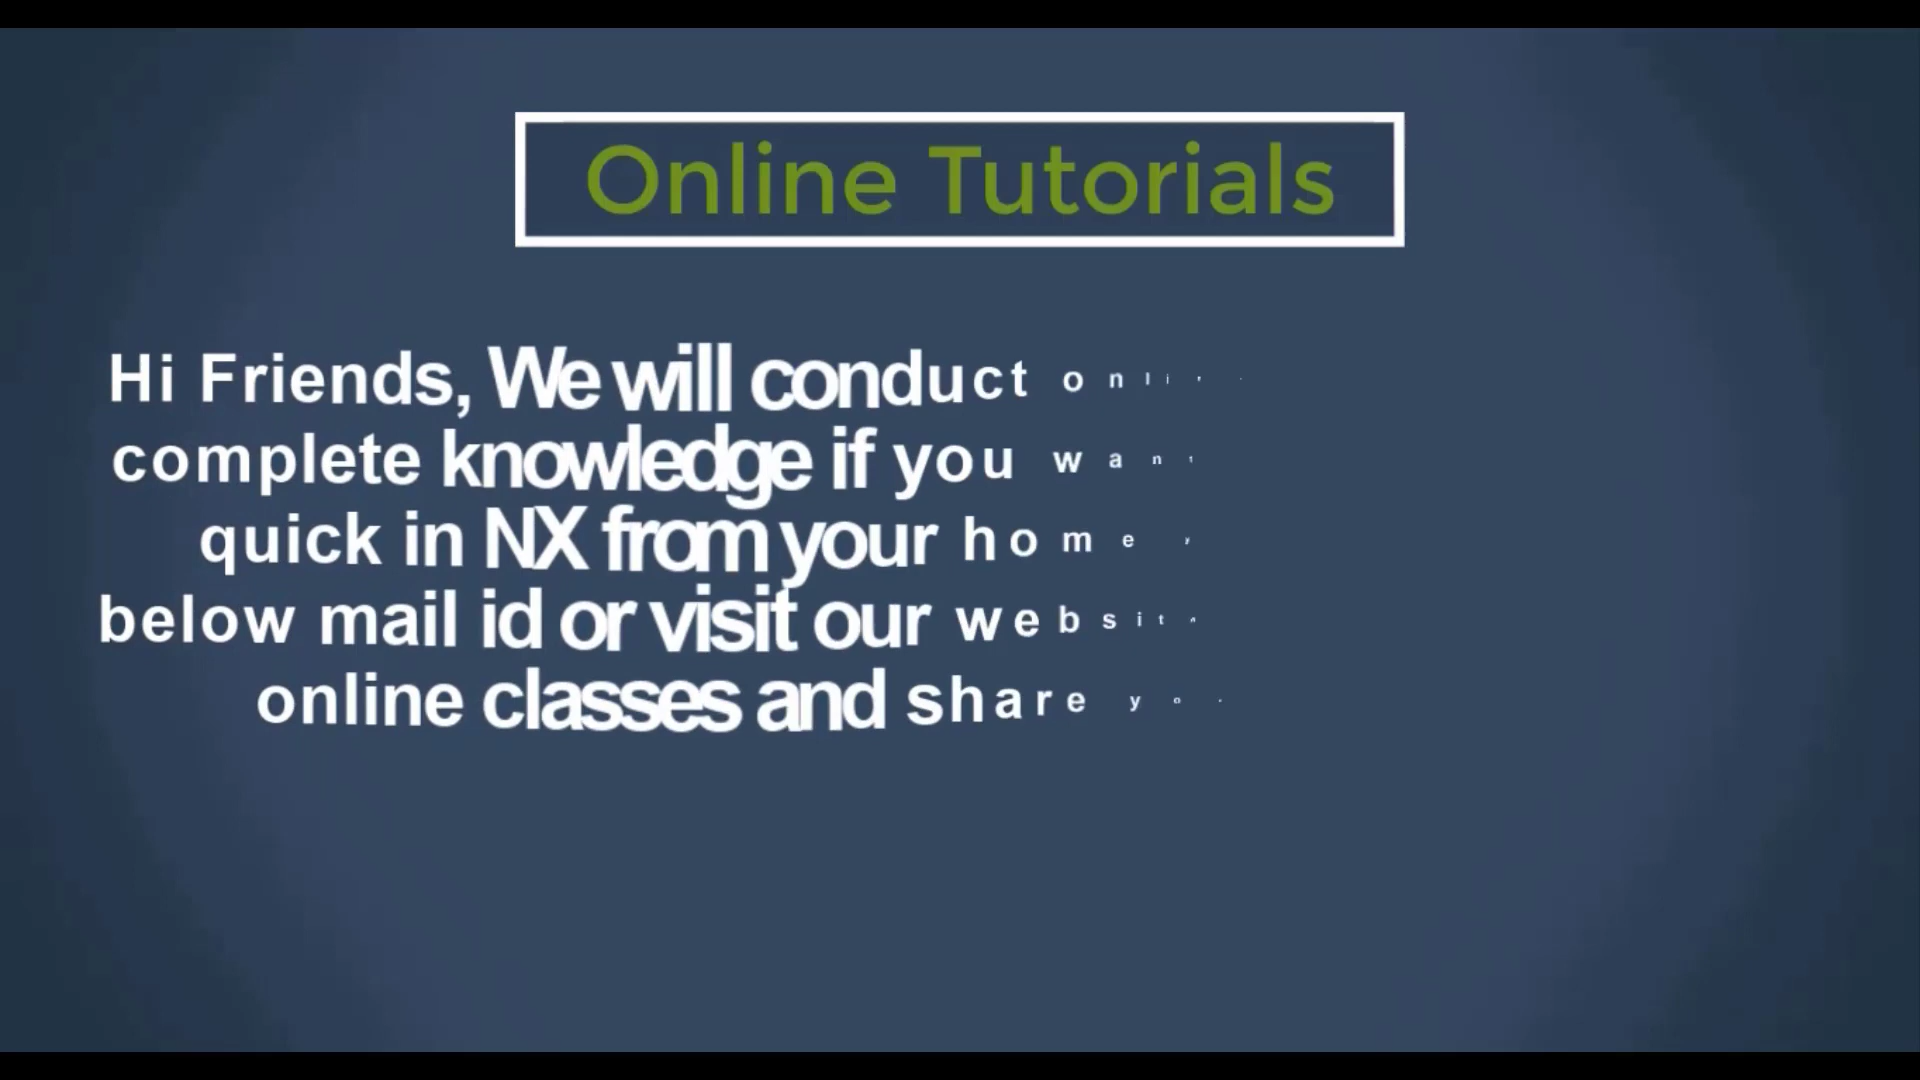 Online Tutorials
Hi Friends, We will conduct
complete knowledge if you want
quick in NX from your home
below mail id or visit our
online classes and share